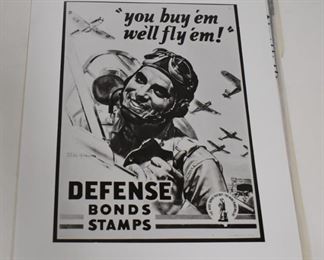 "you buy'em
we'll fly'em!"
DEFENSE
BONDS
STAMPS